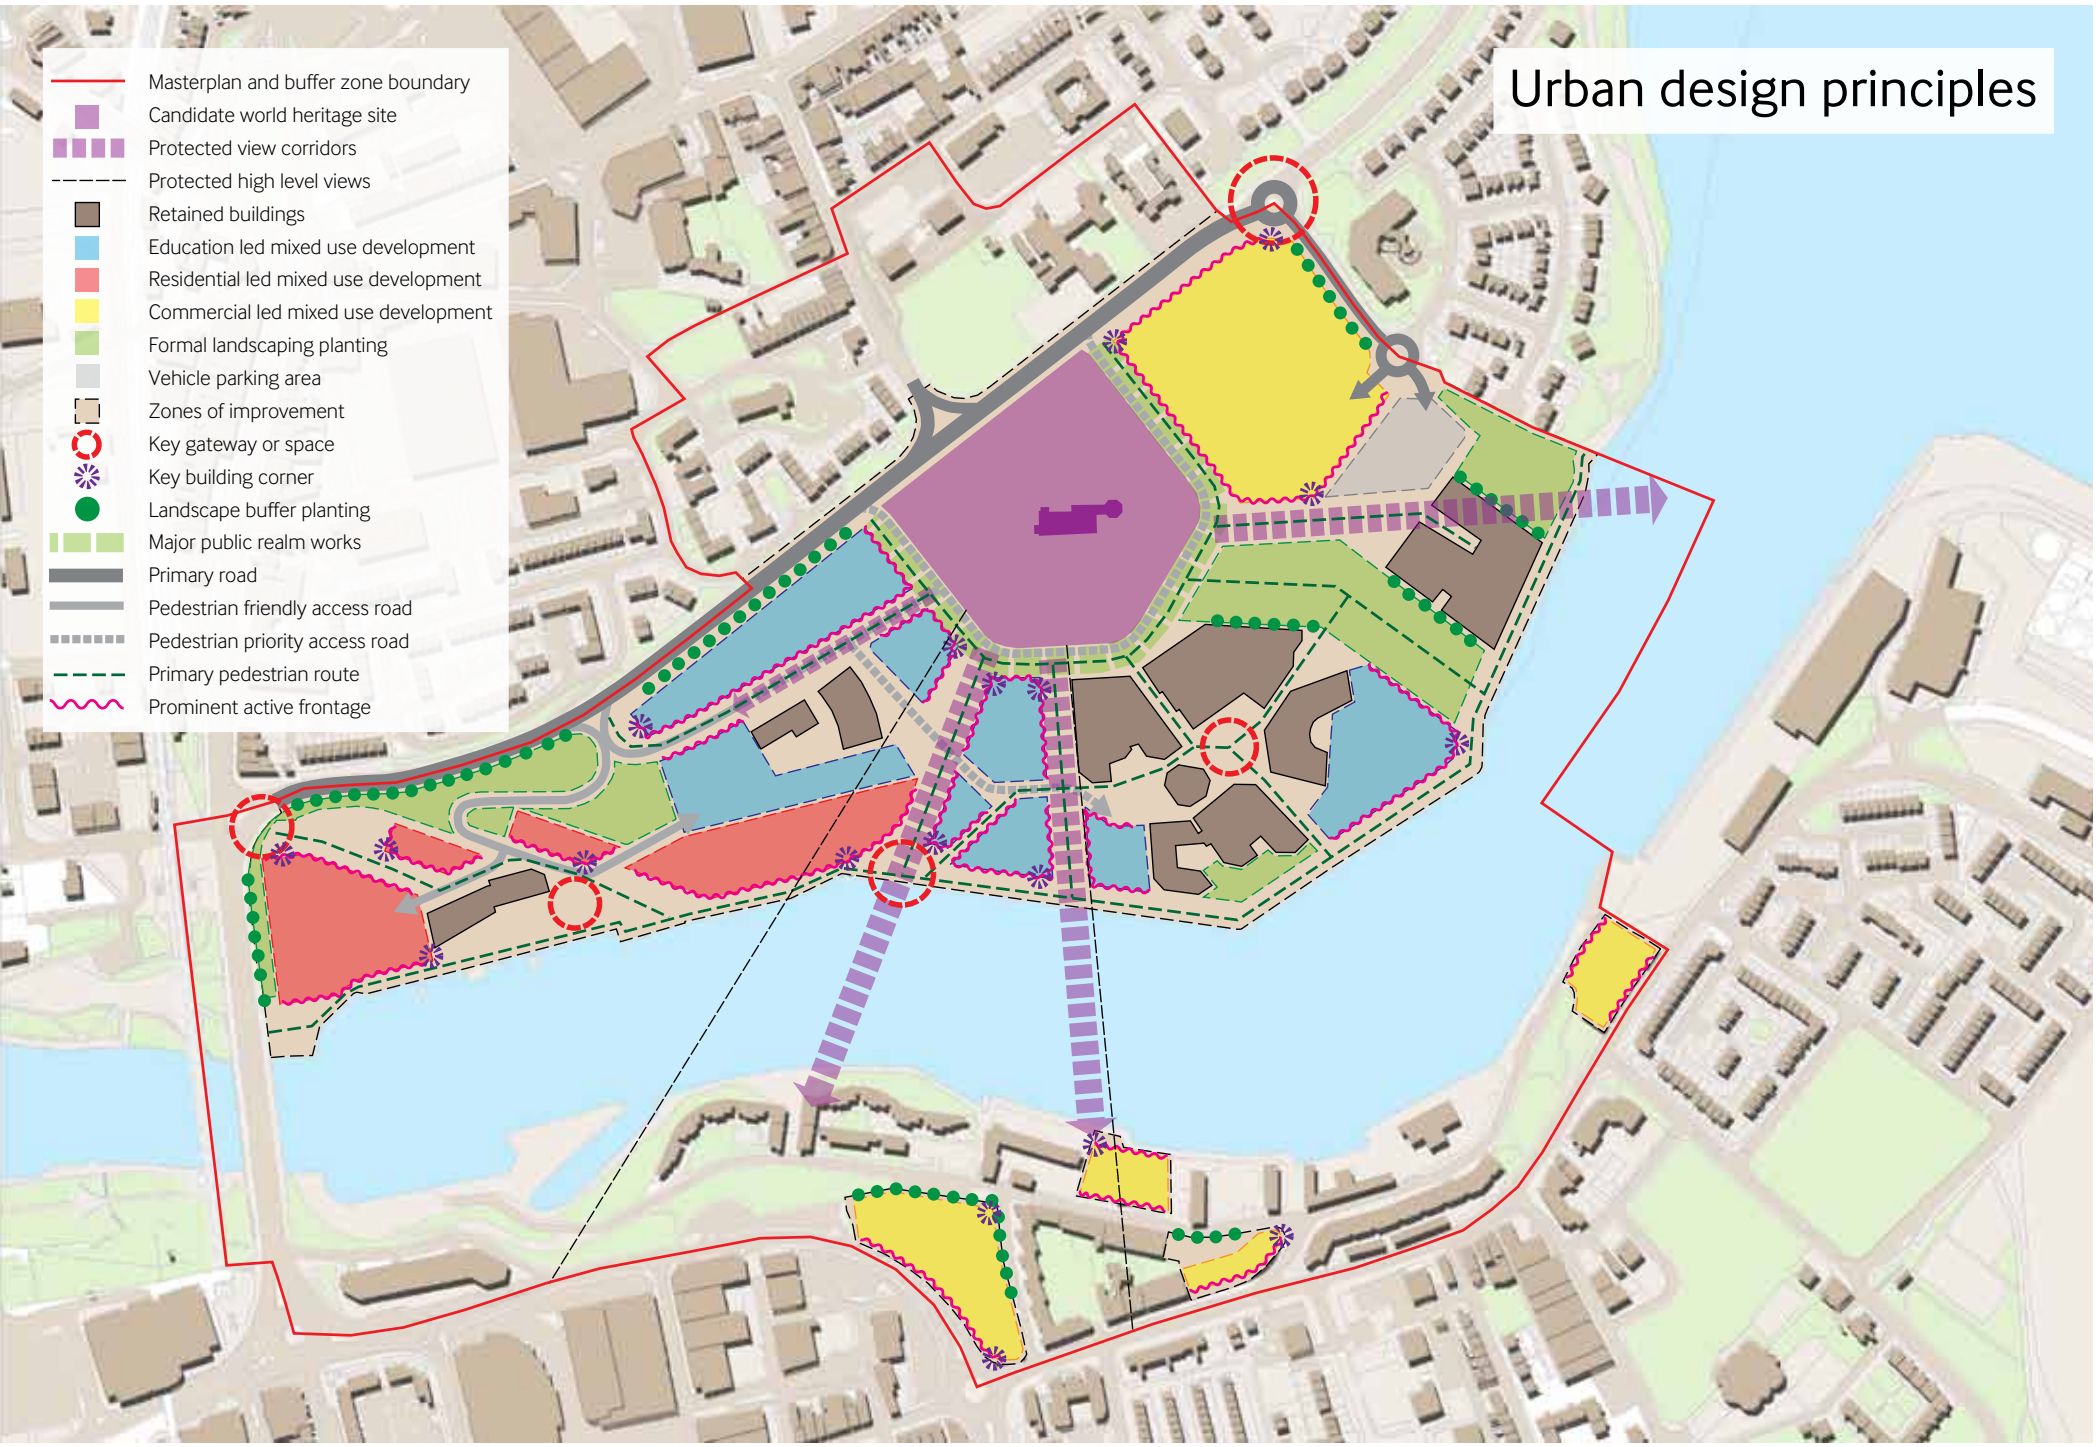 Urban design principles
Masterplan and buffer zone boundary
Candidate world heritage site
Protected view corridors
Protected high level views
Retained buildings
Education led mixed use development
Residential led mixed use development
Commercial led mixed use development
Formal landscaping planting
Vehicle parking area
Zones of improvement
Key gateway or space
Key building corner
Landscape buffer planting
Major public realm works
Primary road
Pedestrian friendly access road
Pedestrian priority access road
Primary pedestrian route
Prominent active frontage